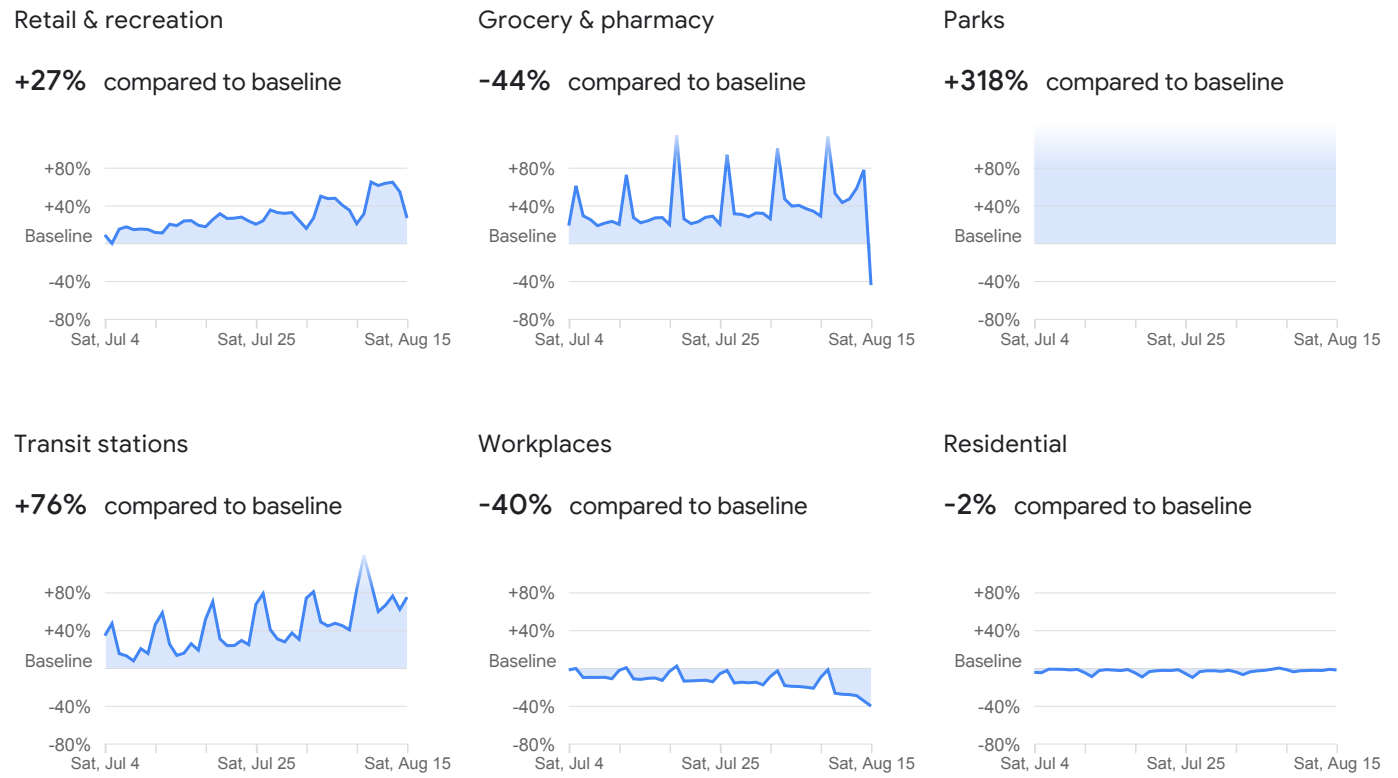 Retail & recreation
+27% compared to baseline
+80%
+40%
Baseline
-40%
-80%
Sat, Jul 4 Sat, Jul 25 Sat, Aug 15
Grocery & pharmacy
-44% compared to baseline
+80%
+40%
Baseline
-40%
-80%
Sat, Jul 4 Sat, Jul 25 Sat, Aug 15
Parks
+318% compared to baseline
+80%
+40%
Baseline
-40%
-80%
Sat, Jul 4 Sat, Jul 25 Sat, Aug 15
Transit stations
+76% compared to baseline
+80%
+40%
Baseline
-40%
-80%
Sat, Jul 4 Sat, Jul 25 Sat, Aug 15
Workplaces
-40% compared to baseline
+80%
+40%
Baseline
-40%
-80%
Sat, Jul 4 Sat, Jul 25 Sat, Aug 15
Residential
-2% compared to baseline
+80%
+40%
Baseline
-40%
-80%
Sat, Jul 4 Sat, Jul 25 Sat, Aug 15